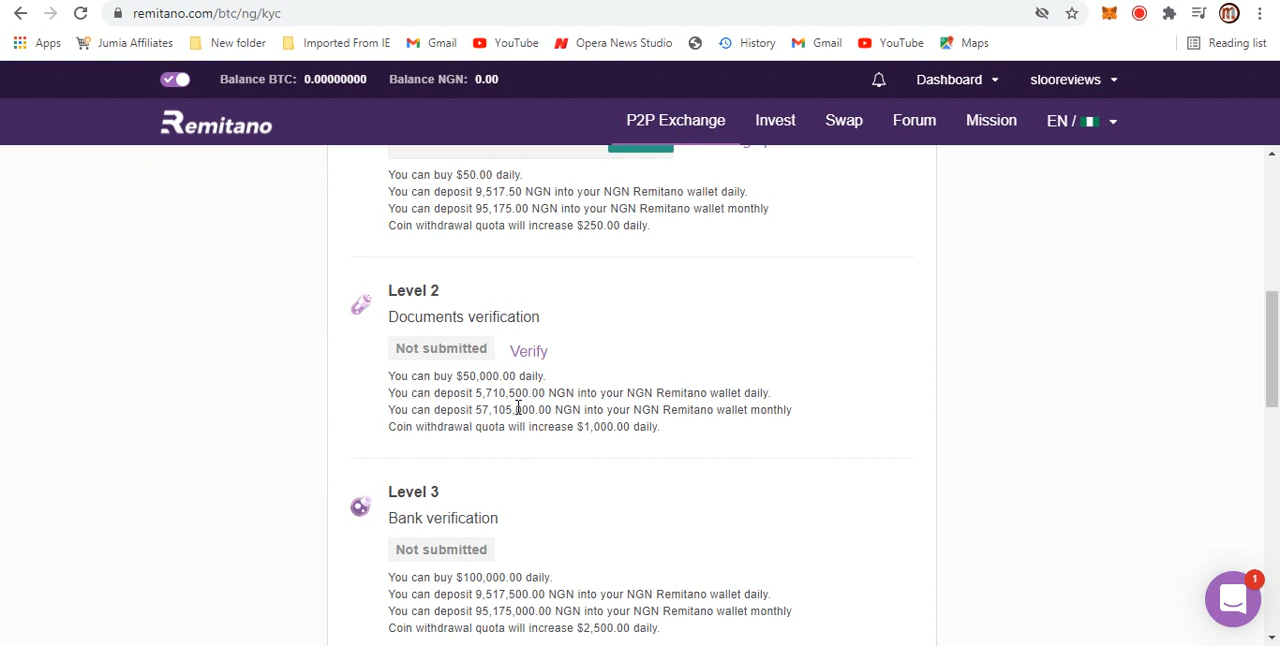 remitano.com/btc/ng/kyc
Apps Jumia Affiliates New folder Imported From IE Gmail YouTube Opera News Studio History Gmail YouTube Maps Reading list
Balance BTC: 0.00000000 Balance NGN: 0.00 Dashboard slooreviews
Remitano P2P Exchange Invest Swap Forum Mission EN /
You can buy $50.00 daily.
You can deposit 9,517.50 NGN into your NGN Remitano wallet daily.
You can deposit 95,175.00 NGN into your NGN Remitano wallet monthly
Coin withdrawal quota will increase $250.00 daily.
Level 2
Documents verification
Not submitted Verify
You can buy $50,000.00 daily.
You can deposit 5,710,500.00 NGN into your NGN Remitano wallet daily.
You can deposit 57,105,000.00 NGN into your NGN Remitano wallet monthly
Coin withdrawal quota will increase $1,000.00 daily.
Level 3
Bank verification
Not submitted
You can buy $100,000.00 daily.
You can deposit 9,517,500.00 NGN into your NGN Remitano wallet daily.
You can deposit 95,175,000.00 NGN into your NGN Remitano wallet monthly
Coin withdrawal quota will increase $2,500.00 daily.
1